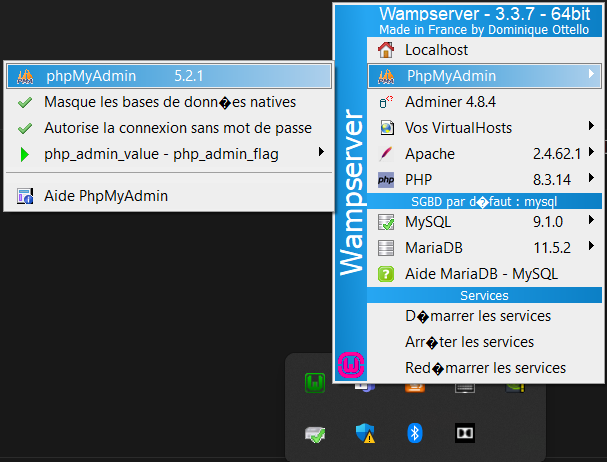 phpMyAdmin 5.2.1
Masque les bases de donn�es natives
Autorise la connexion sans mot de passe
php_admin_value - php_admin_flag
Aide PhpMyAdmin
Wampserver
Wampserver - 3.3.7 - 64bit
Made in France by Dominique Ottello
Localhost
PhpMyAdmin
Adminer 4.8.4
Vos VirtualHosts
Apache 2.4.62.1
php PHP 8.3.14
SGBD par d�faut : mysql
MySQL 9.1.0
MariaDB 11.5.2
Aide MariaDB - MySQL
Services
D�marrer les services
Arr�ter les services
Red�marrer les services